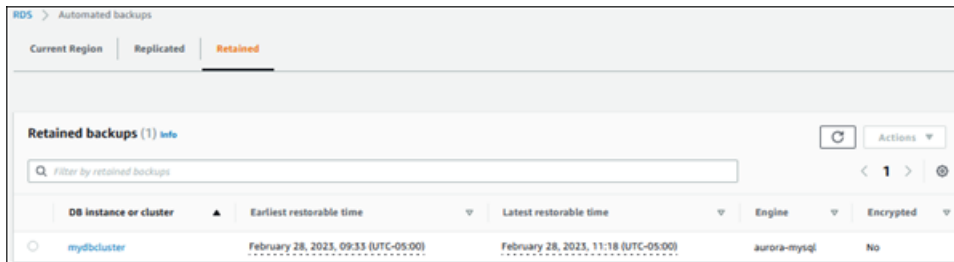 RDS > Automated backups
Current Region Replicated Retained
Retained backups (1) Info
Actions
Filter by retained backups
< 1 >
DB instance or cluster Earliest restorable time Latest restorable time Engine Encrypted
mydbcluster February 28, 2023, 09:33 (UTC-05:00) February 28, 2023, 11:18 (UTC-05:00) aurora-mysql No